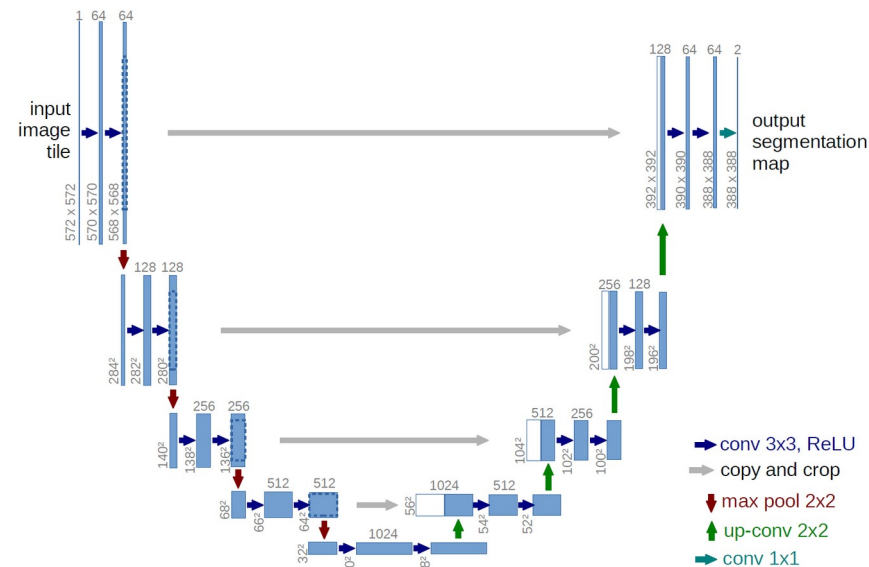 1 64 64
128 64 64 2
input
image
tile
output
segmentation
map
572 x 572
570 x 570
568 x 568
392 x 392
390 x 390
388 x 388
388 x 388
128 128
256 128
284²
282²
280²
200²
198²
196²
256 256
512 256
140²
138²
136²
104²
102²
100²
conv 3x3, ReLU
copy and crop
max pool 2x2
up-conv 2x2
conv 1x1
512 512
1024 512
68²
66²
64²
56²
54²
52²
1024
32²
0²
8²